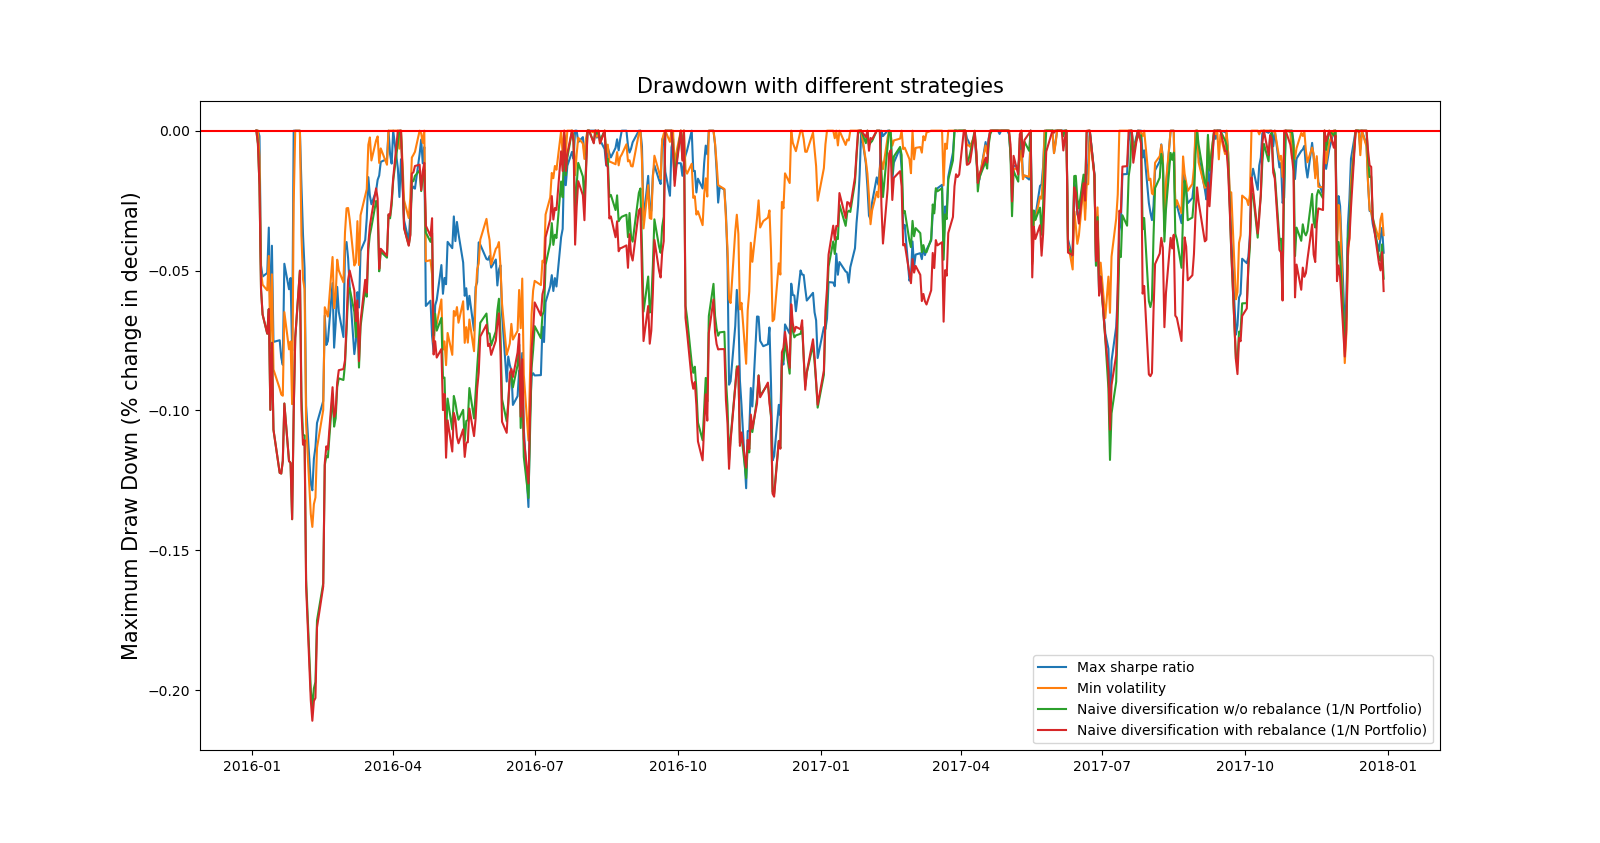 Drawdown with different strategies
Maximum Draw Down (% change in decimal)
0.00
−0.05
−0.10
−0.15
−0.20
2016-01
2016-04
2016-07
2016-10
2017-01
2017-04
2017-07
2017-10
2018-01
Max sharpe ratio
Min volatility
Naive diversification w/o rebalance (1/N Portfolio)
Naive diversification with rebalance (1/N Portfolio)